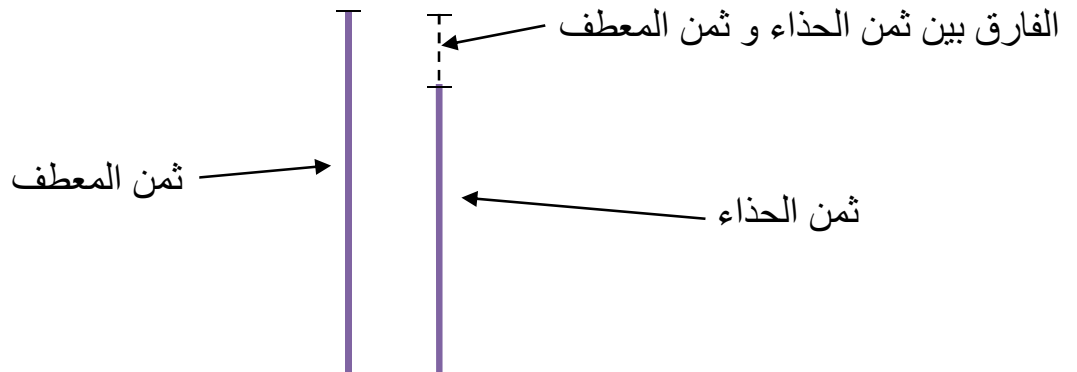 الفارق بين ثمن الحذاء و ثمن المعطف
ثمن المعطف
ثمن الحذاء